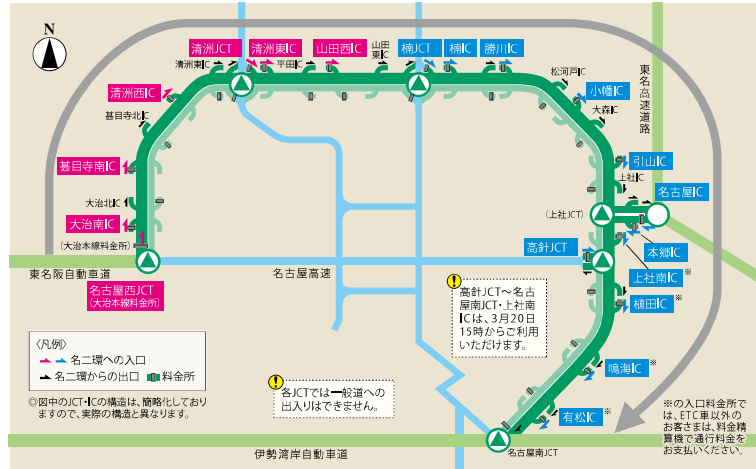 N
清洲JCT
清洲東IC
山田西IC
山田
東IC
楠JCT
楠IC
勝川IC
清洲東IC
平田IC
松河戸IC
小幡IC
大森IC
東名高速道路
清洲西IC
甚目寺北IC
甚目寺南IC
引山IC
上社IC
名古屋IC
大治北IC
大治南IC
(大治本線料金所)
(上社JCT)
高針JCT
本郷IC
上社南IC※
植田IC※
東名阪自動車道
名古屋高速
名古屋西JCT
(大治本線料金所)
高針JCT〜名古
屋南JCT・上社南
ICは、3月20日
15時からご利用
いただけます。
〈凡例〉
名二環への入口
名二環からの出口
料金所
◎図中のJCT・ICの構造は、簡略化しており
ますので、実際の構造と異なります。
各JCTでは一般道への
出入りはできません。
鳴海IC※
有松IC※
※の入口料金所で
は、ETC車以外の
お客さまは、料金精
算機で通行料金を
お支払いください。
伊勢湾岸自動車道
名古屋南JCT